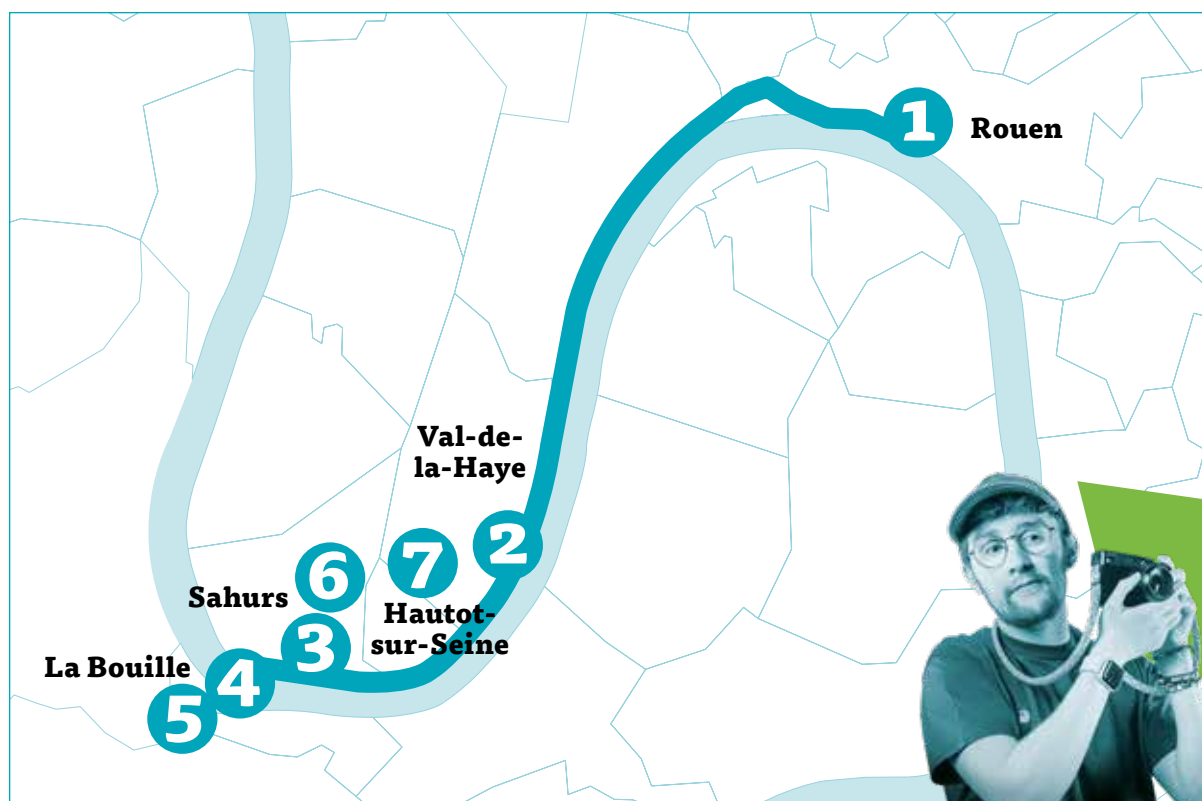 1
Rouen
Val-de-
la-Haye
2
7
6
Sahurs
Hautot-
sur-Seine
3
La Bouille
4
5